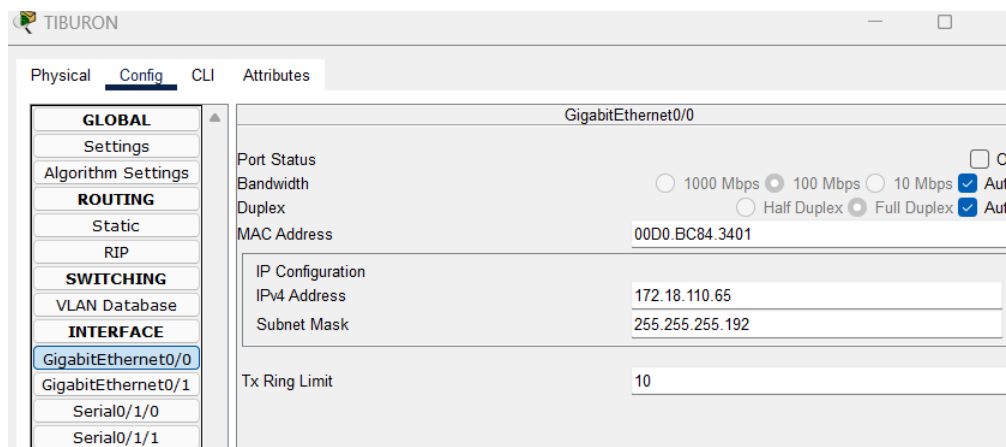 TIBURON
Physical Config CLI Attributes
GLOBAL
Settings
Algorithm Settings
ROUTING
Static
RIP
SWITCHING
VLAN Database
INTERFACE
GigabitEthernet0/0
GigabitEthernet0/1
Serial0/1/0
Serial0/1/1
GigabitEthernet0/0
Port Status
Bandwidth 1000 Mbps 100 Mbps 10 Mbps
Duplex Half Duplex Full Duplex
MAC Address 00D0.BC84.3401
IP Configuration
IPv4 Address 172.18.110.65
Subnet Mask 255.255.255.192
Tx Ring Limit 10